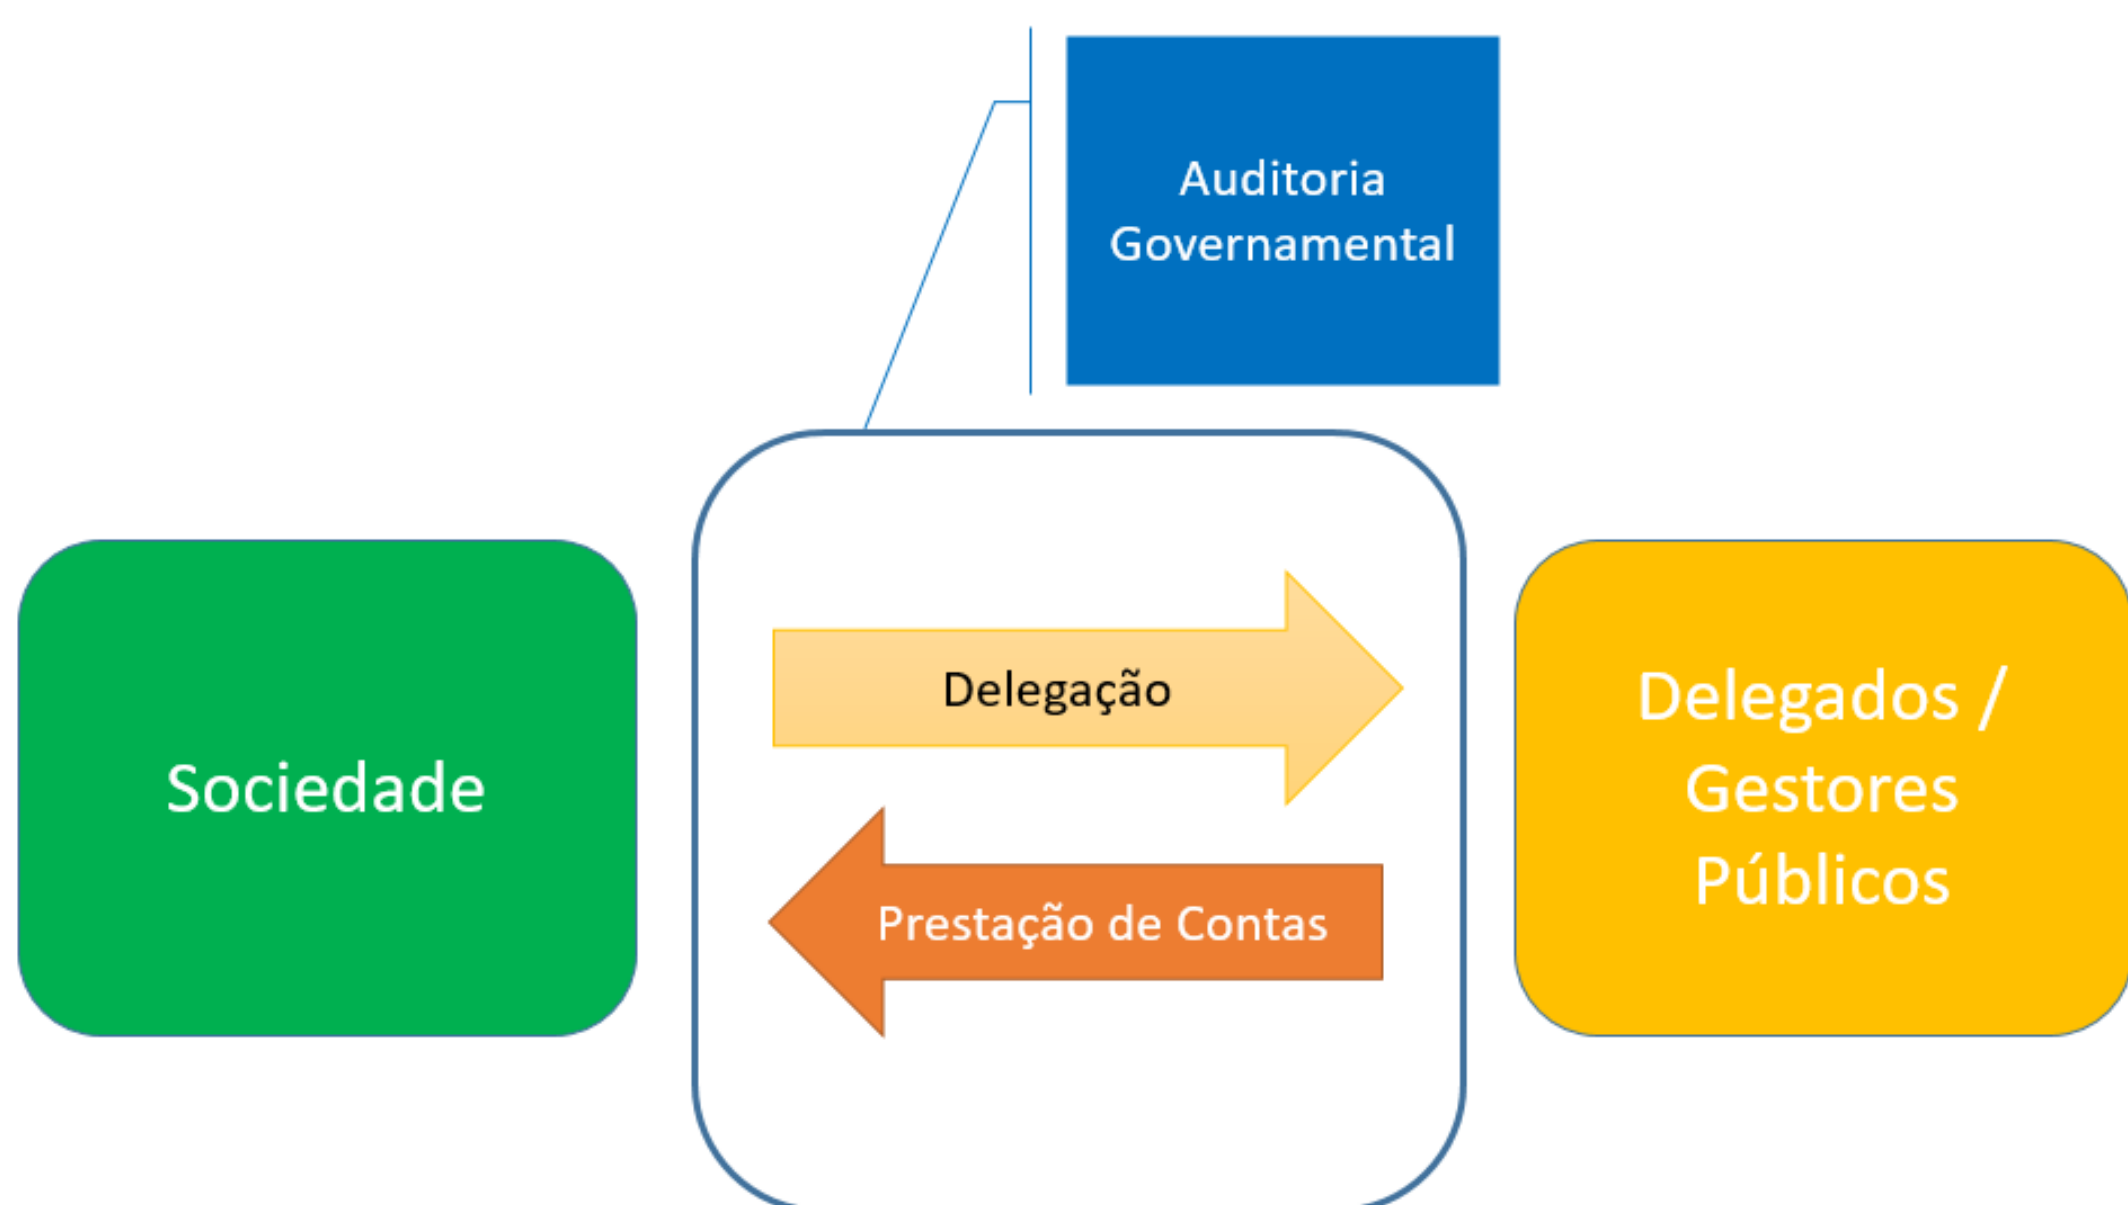 Auditoria
Governamental
Delegação
Sociedade
Prestação de Contas
Delegados /
Gestores
Públicos